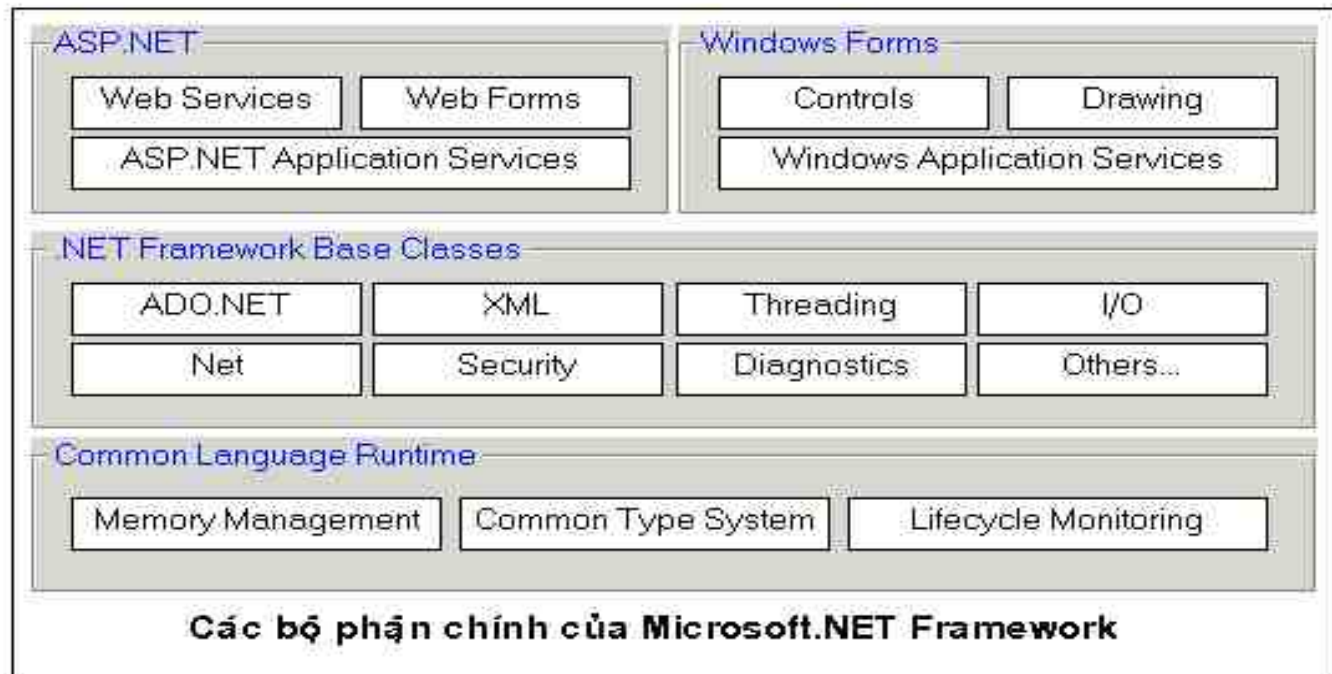 ASP.NET
Web Services
Web Forms
ASP.NET Application Services
Windows Forms
Controls
Drawing
Windows Application Services
.NET Framework Base Classes
ADO.NET
XML
Threading
I/O
Net
Security
Diagnostics
Others...
Common Language Runtime
Memory Management
Common Type System
Lifecycle Monitoring
Các bộ phận chính của Microsoft.NET Framework